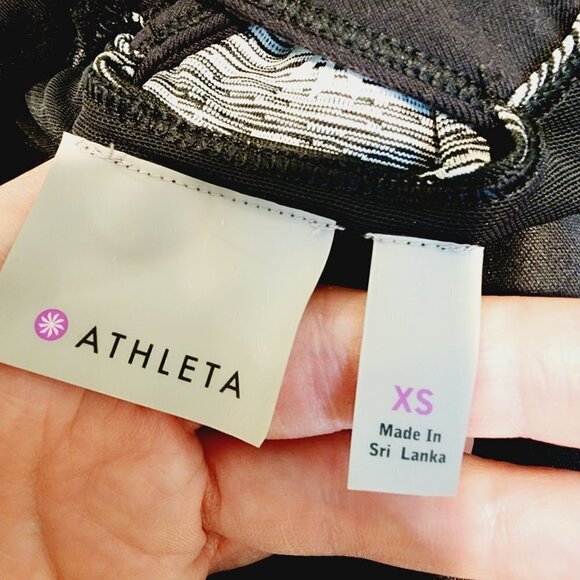 ATHLETA
XS
Made In
Sri Lanka